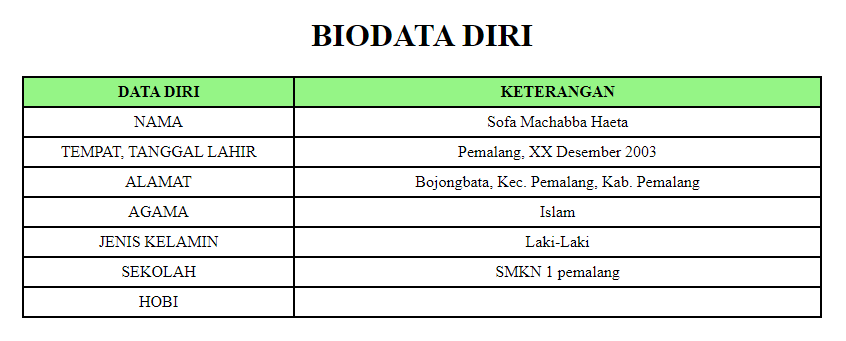 BIODATA DIRI
DATA DIRI KETERANGAN
NAMA Sofa Machabba Haeta
TEMPAT, TANGGAL LAHIR Pemalang, XX Desember 2003
ALAMAT Bojongbata, Kec. Pemalang, Kab. Pemalang
AGAMA Islam
JENIS KELAMIN Laki-Laki
SEKOLAH SMKN 1 pemalang
HOBI